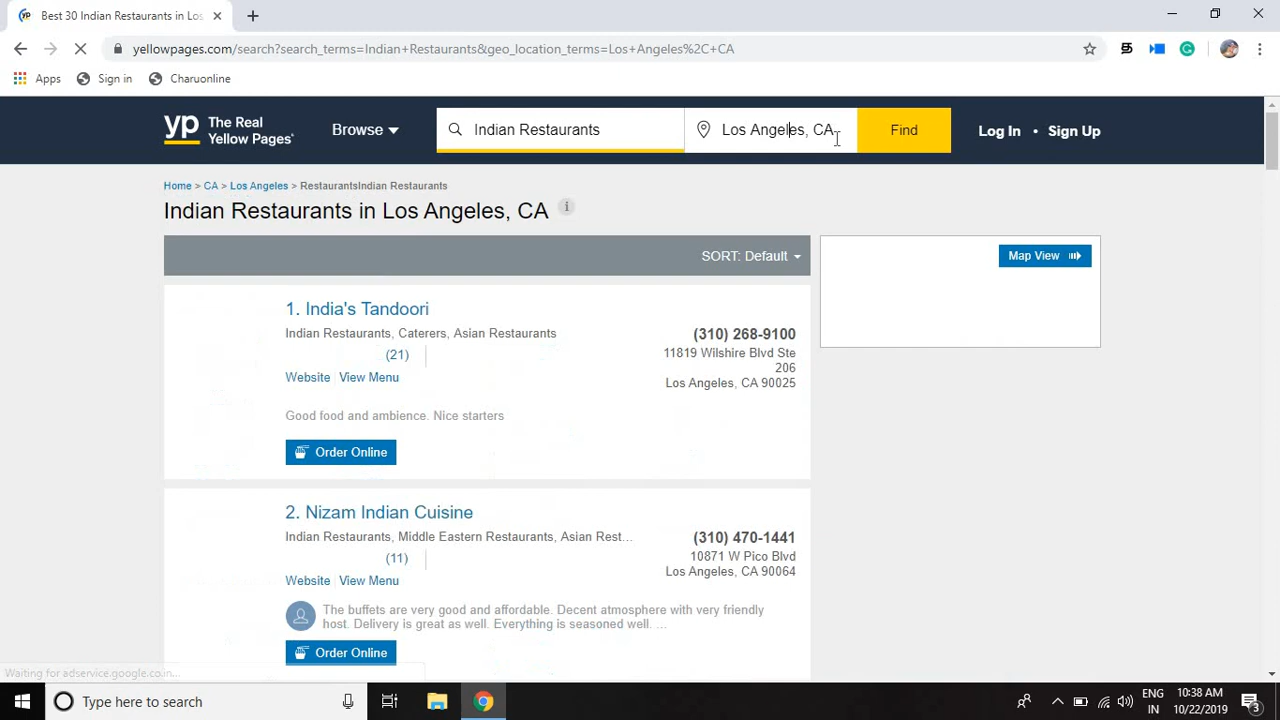 Best 30 Indian Restaurants in Los
yellowpages.com/search?search_terms=Indian+Restaurants&geo_location_terms=Los+Angeles%2C+CA
Apps Sign in Charuonline
yp The Real Yellow Pages®
Browse
Indian Restaurants
Los Angeles, CA
Find
Log In • Sign Up
Home > CA > Los Angeles > RestaurantsIndian Restaurants
Indian Restaurants in Los Angeles, CA i
SORT: Default
Map View
1. India's Tandoori
Indian Restaurants, Caterers, Asian Restaurants
(21)
Website View Menu
(310) 268-9100
11819 Wilshire Blvd Ste
206
Los Angeles, CA 90025
Good food and ambience. Nice starters
Order Online
2. Nizam Indian Cuisine
Indian Restaurants, Middle Eastern Restaurants, Asian Rest...
(11)
Website View Menu
(310) 470-1441
10871 W Pico Blvd
Los Angeles, CA 90064
The buffets are very good and affordable. Decent atmosphere with very friendly
host. Delivery is great as well. Everything is seasoned well. ...
Order Online
Waiting for adservice.google.co.in...
Type here to search
ENG
IN
10:38 AM
10/22/2019
3